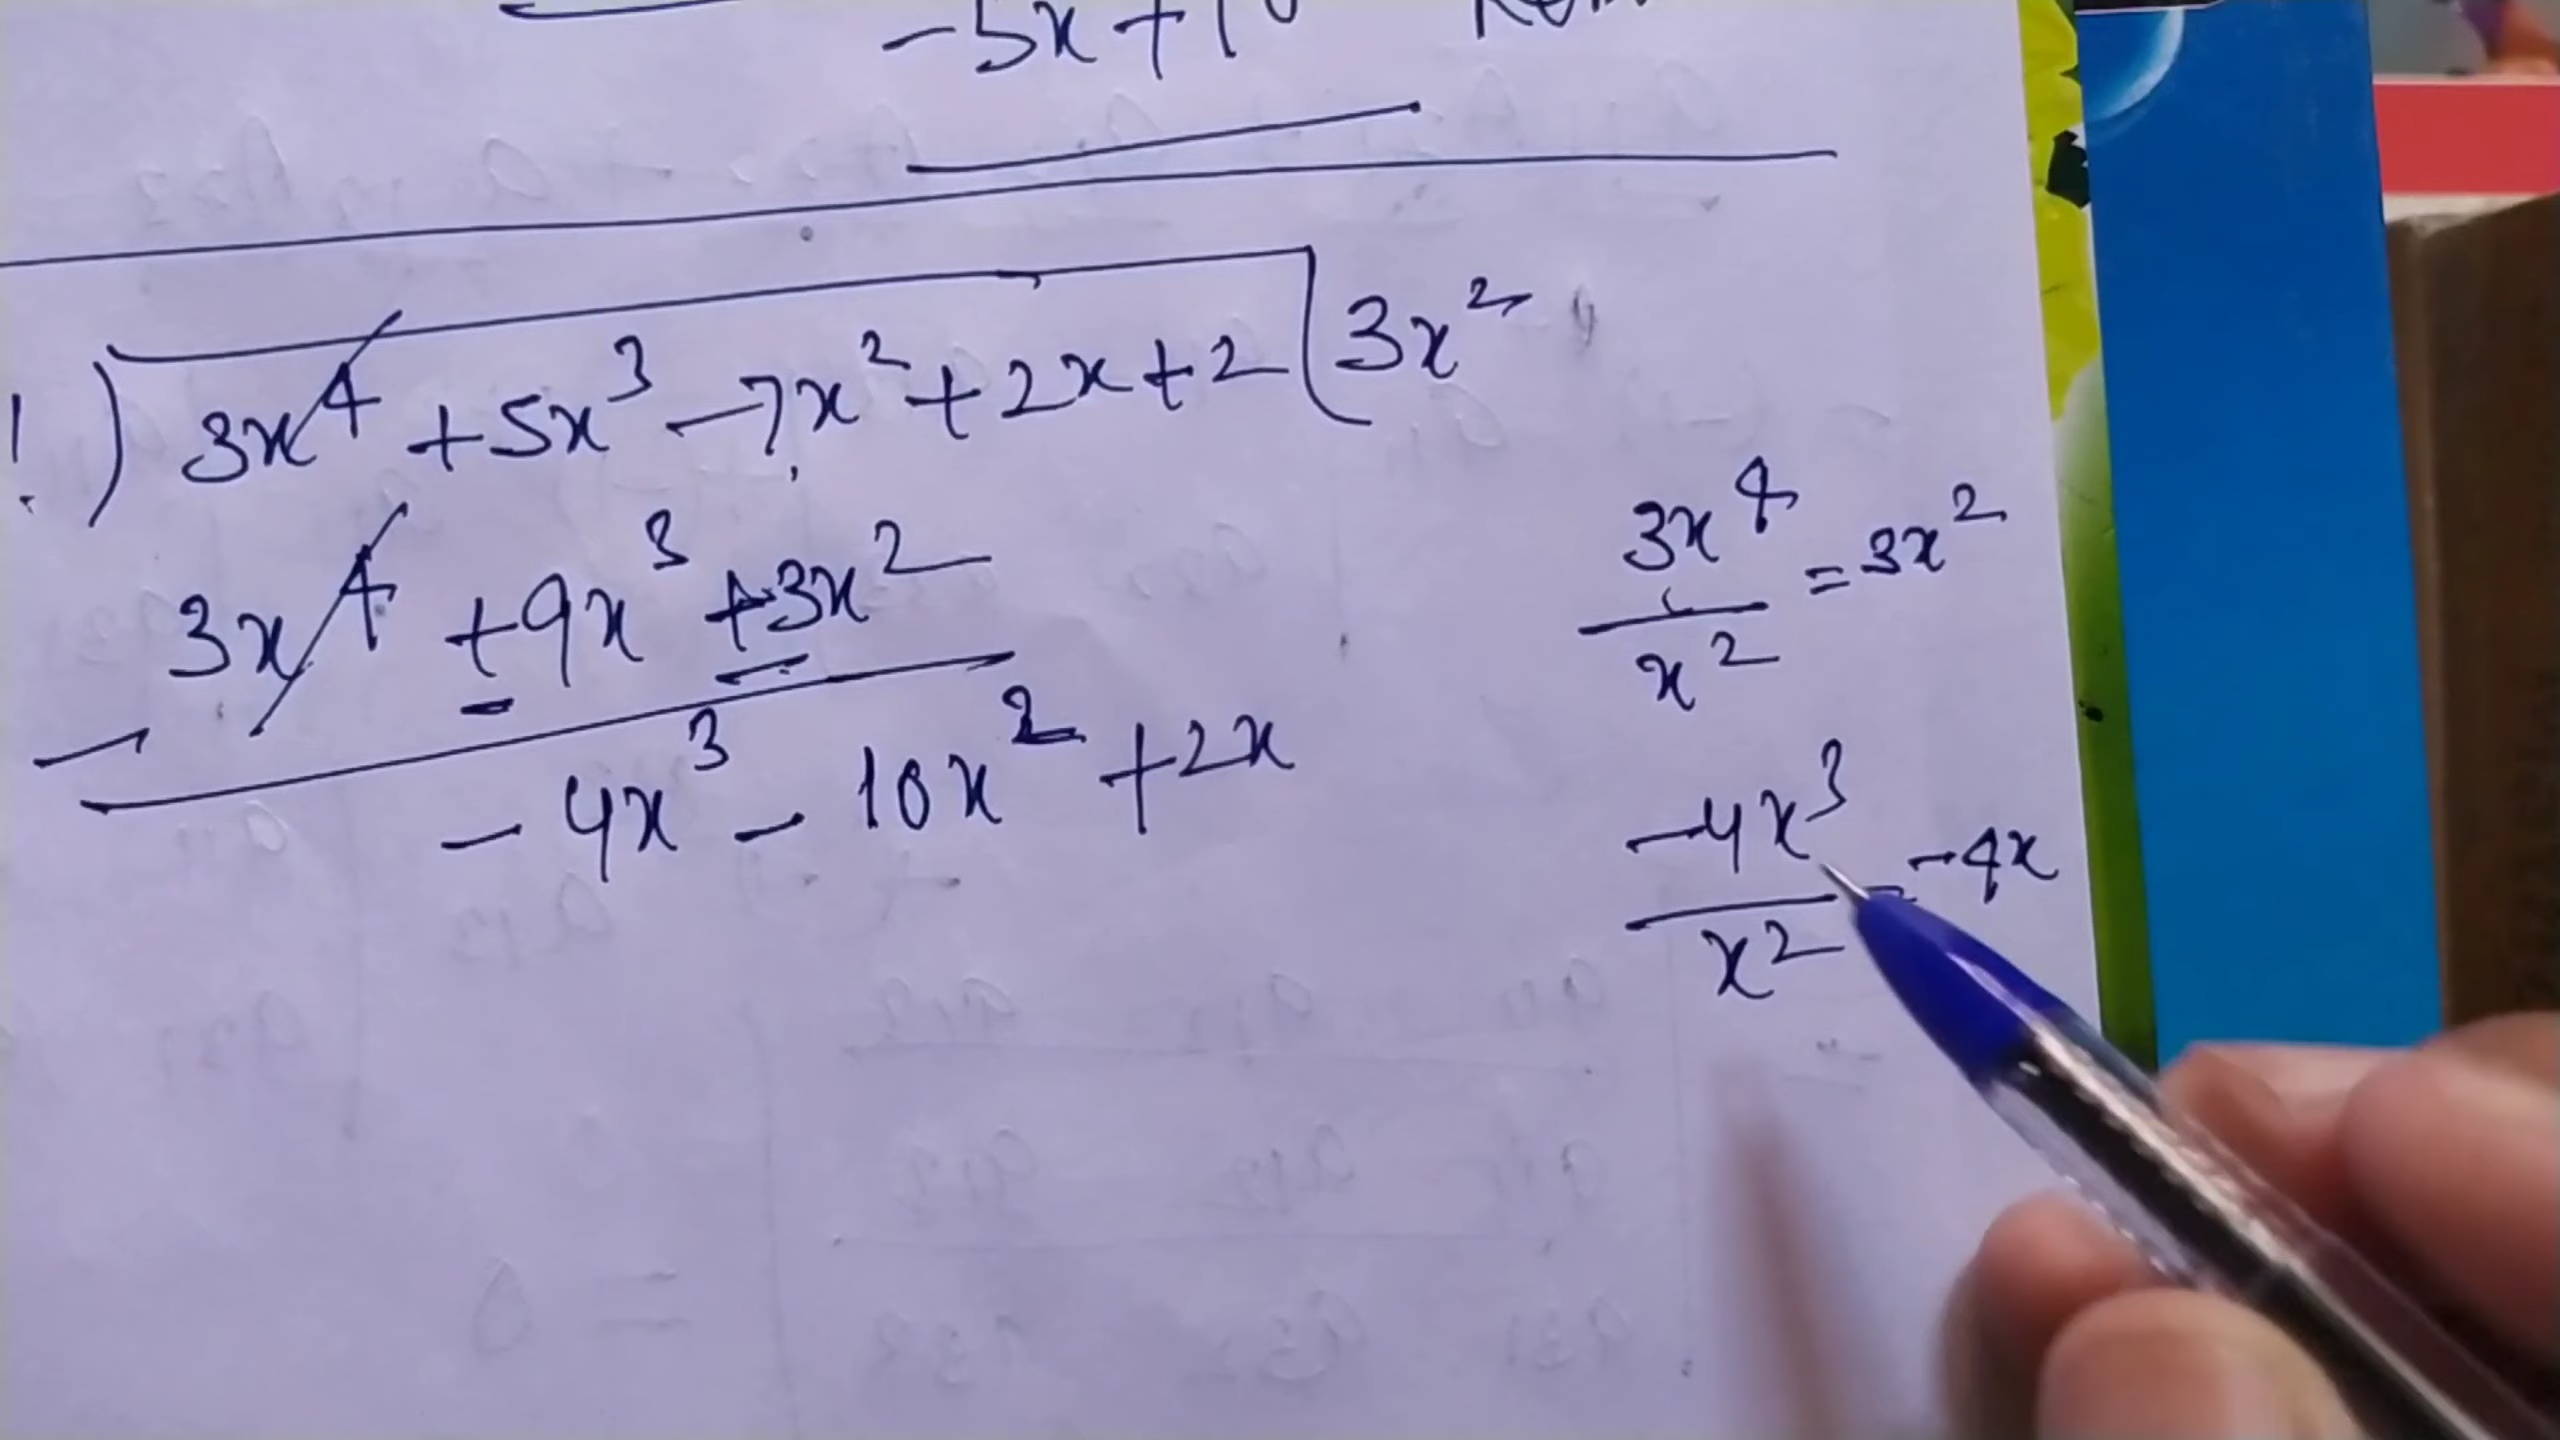 -5x+10
) 3x⁴ +5x³ -7x² +2x +2 ( 3x²
3x⁴ +9x³ +3x²
- - -
-4x³ - 10x² +2x
3x⁴/x² = 3x²
-4x³/x² = -4x